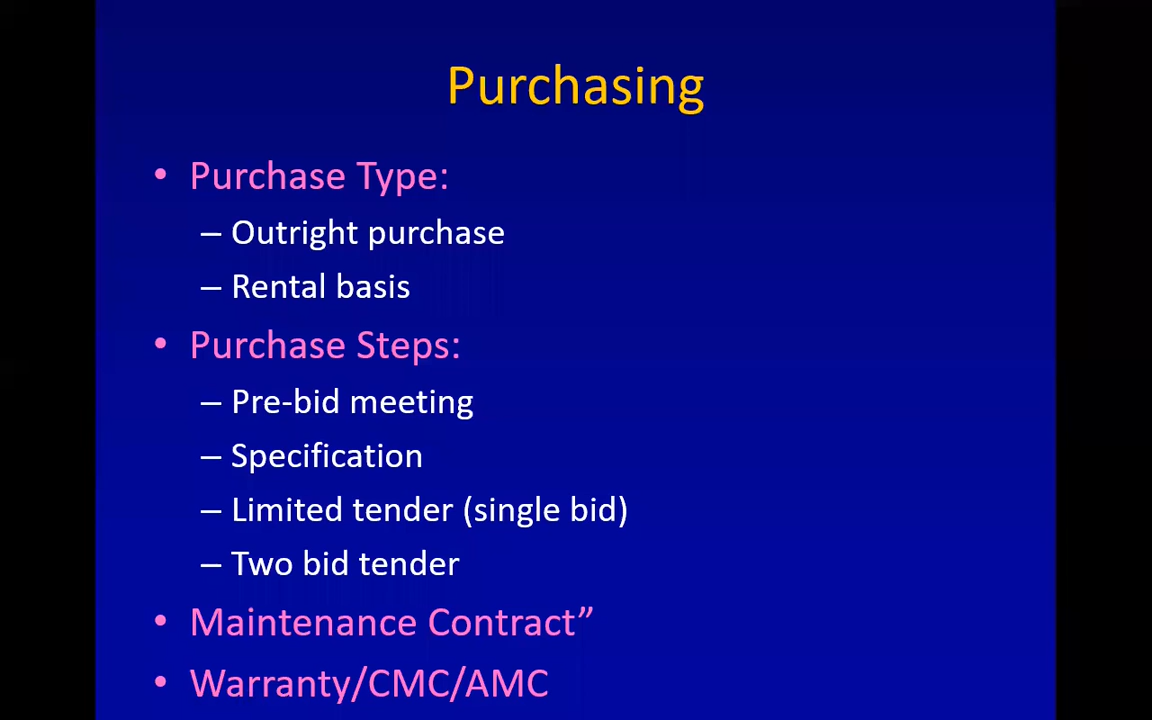 Purchasing
• Purchase Type:
– Outright purchase
– Rental basis
• Purchase Steps:
– Pre-bid meeting
– Specification
– Limited tender (single bid)
– Two bid tender
• Maintenance Contract”
• Warranty/CMC/AMC